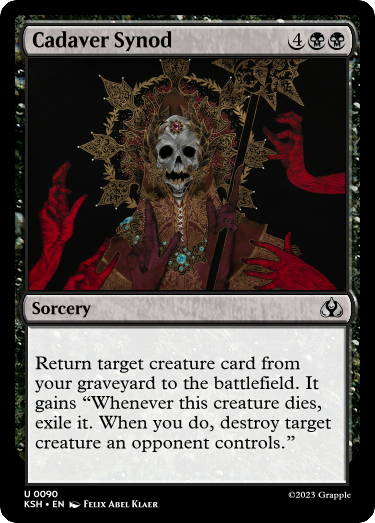 Cadaver Synod 4
Sorcery
Return target creature card from
your graveyard to the battlefield. It
gains “Whenever this creature dies,
exile it. When you do, destroy target
creature an opponent controls.”
U 0090
KSH • EN Felix Abel Klaer
©2023 Grapple